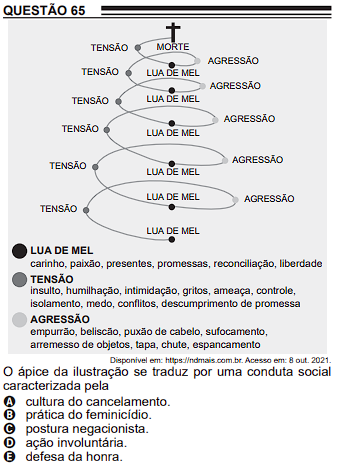 QUESTÃO 65
TENSÃO
MORTE
AGRESSÃO
TENSÃO
LUA DE MEL
AGRESSÃO
TENSÃO
LUA DE MEL
AGRESSÃO
TENSÃO
LUA DE MEL
AGRESSÃO
TENSÃO
LUA DE MEL
AGRESSÃO
TENSÃO
LUA DE MEL
LUA DE MEL
LUA DE MEL
carinho, paixão, presentes, promessas, reconciliação, liberdade
TENSÃO
insulto, humilhação, intimidação, gritos, ameaça, controle,
isolamento, medo, conflitos, descumprimento de promessa
AGRESSÃO
empurrão, beliscão, puxão de cabelo, sufocamento,
arremesso de objetos, tapa, chute, espancamento
Disponível em: https://ndmais.com.br. Acesso em: 8 out. 2021.
O ápice da ilustração se traduz por uma conduta social
caracterizada pela
A cultura do cancelamento.
B prática do feminicídio.
C postura negacionista.
D ação involuntária.
E defesa da honra.